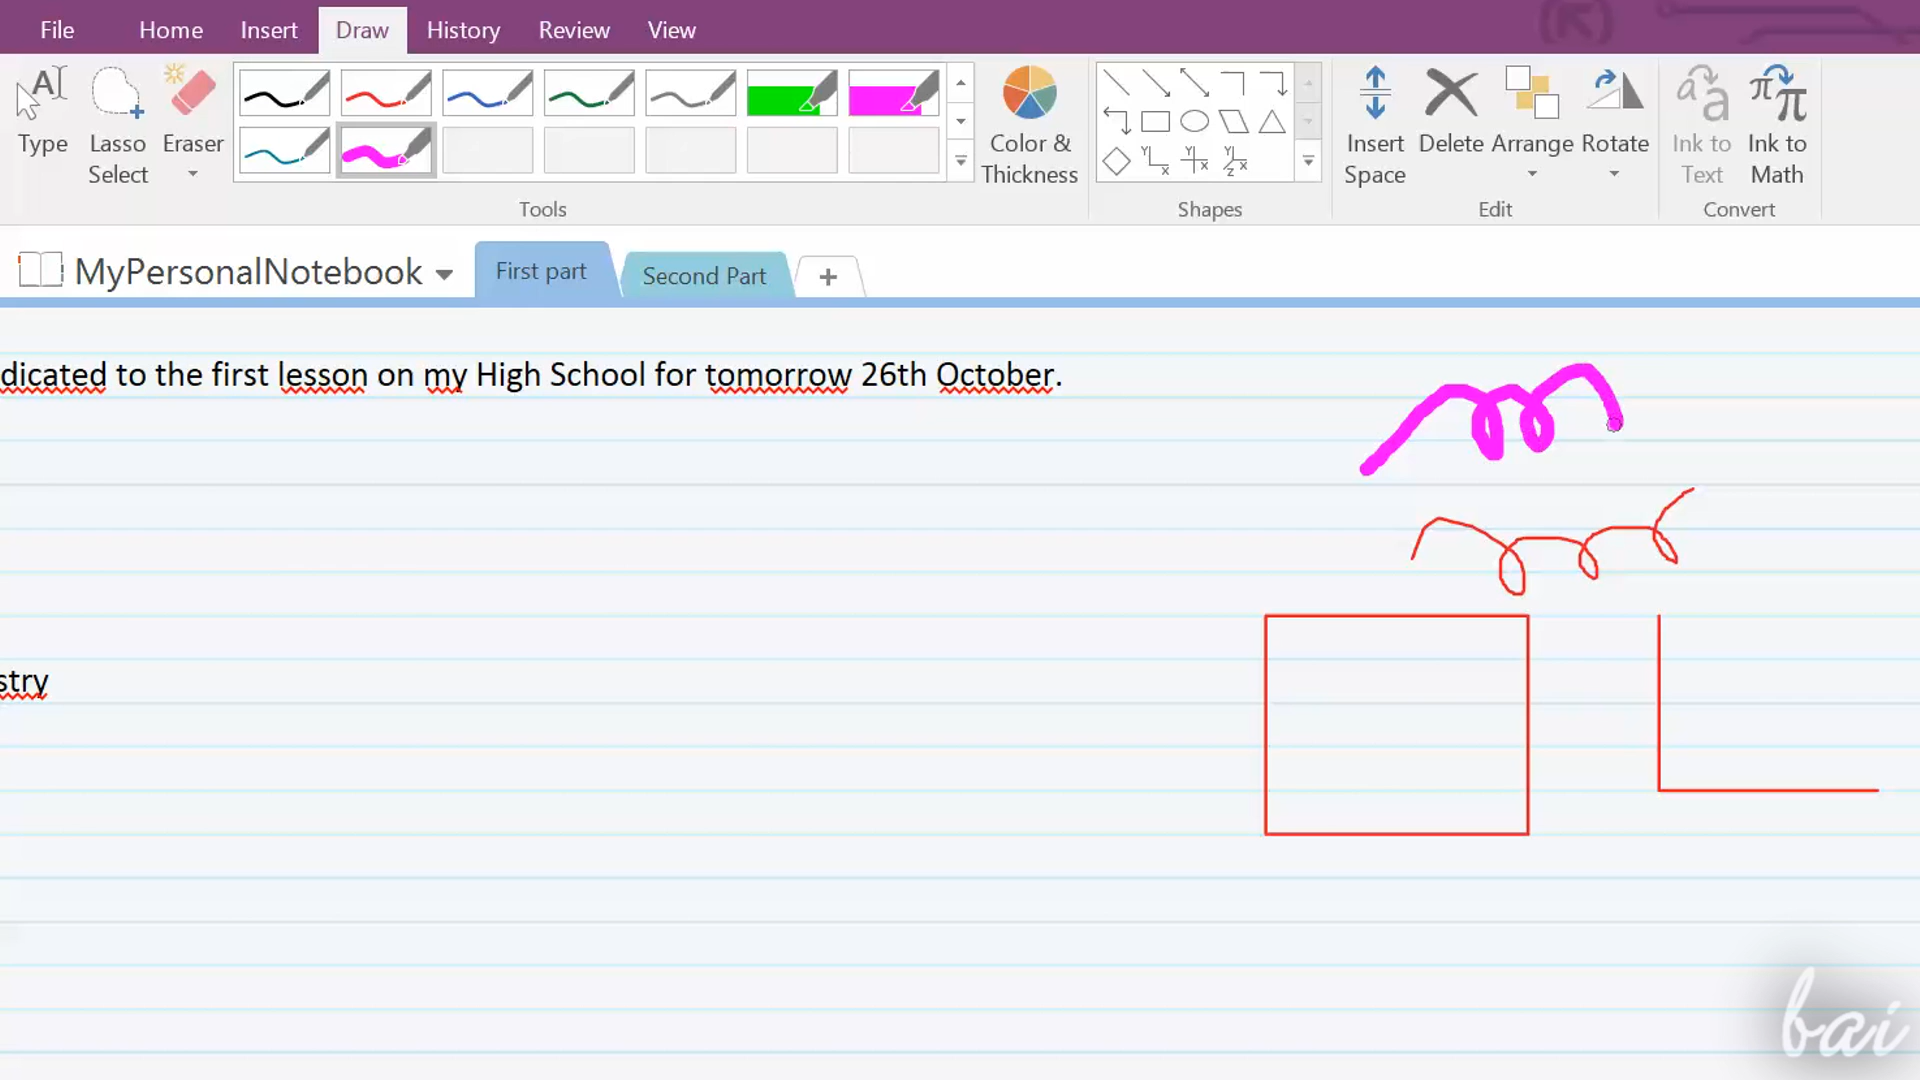 File Home Insert Draw History Review View
Type Lasso Select Eraser Color & Thickness Insert Space Delete Arrange Rotate Ink to Text Ink to Math
Tools Shapes Edit Convert
MyPersonalNotebook First part Second Part +
dicated to the first lesson on my High School for tomorrow 26th October.
stry
bai